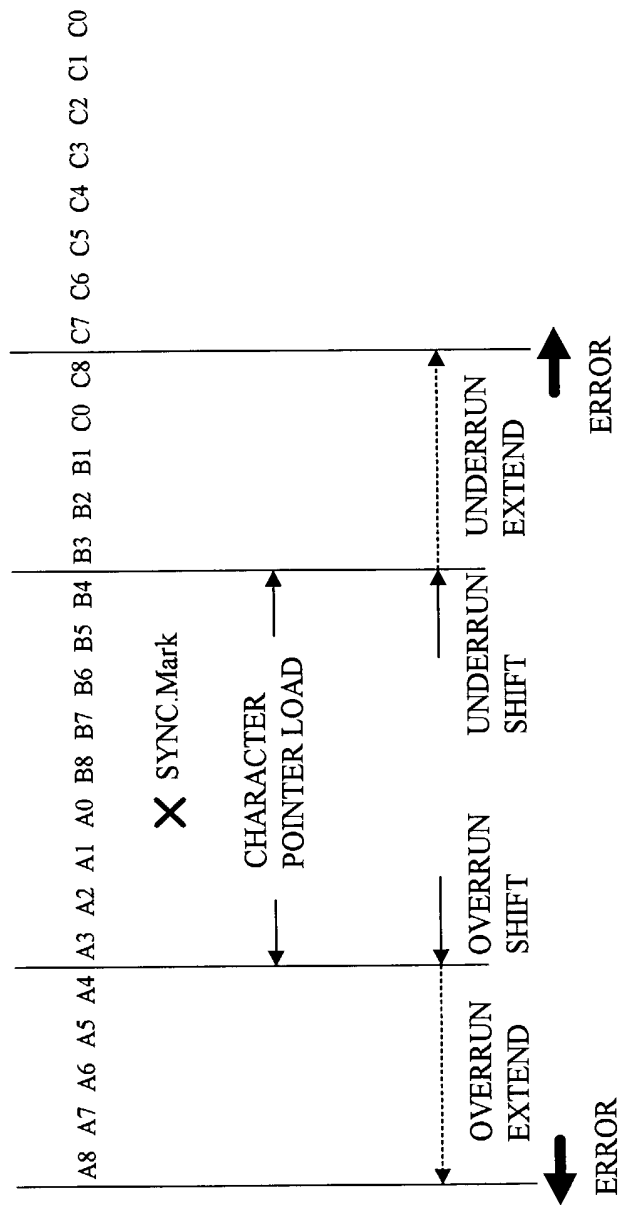 A8 A7 A6 A5 A4 A3 A2 A1 A0 B8 B7 B6 B5 B4 B3 B2 B1 C0 C8 C7 C6 C5 C4 C3 C2 C1 C0
X SYNC.Mark
CHARACTER
POINTER LOAD
OVERRUN
EXTEND
OVERRUN
SHIFT
UNDERRUN
SHIFT
UNDERRUN
EXTEND
ERROR
ERROR